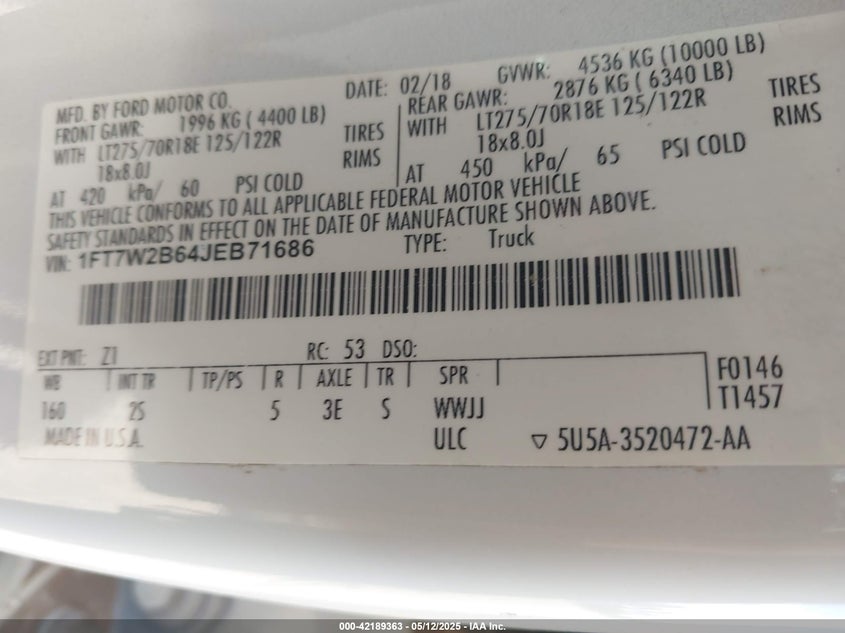 MFD. BY FORD MOTOR CO.
DATE: 02/18 GVWR: 4536 KG (10000 LB)
FRONT GAWR: 1996 KG ( 4400 LB)
REAR GAWR: 2876 KG ( 6340 LB)
WITH LT275/70R18E 125/122R TIRES
WITH LT275/70R18E 125/122R TIRES
18x8.0J RIMS
18x8.0J RIMS
AT 420 kPa/ 60 PSI COLD
AT 450 kPa/ 65 PSI COLD
THIS VEHICLE CONFORMS TO ALL APPLICABLE FEDERAL MOTOR VEHICLE
SAFETY STANDARDS IN EFFECT ON THE DATE OF MANUFACTURE SHOWN ABOVE.
VIN: 1FT7W2B64JEB71686 TYPE: Truck
EXT PNT: Z1 RC: 53 DSO:
WB INT TR TP/PS R AXLE TR SPR
160 2S 5 3E S WWJJ
F0146
T1457
MADE IN U.S.A. ULC ▽ 5U5A-3520472-AA
000-42189363 - 05/12/2025 - IAA Inc.